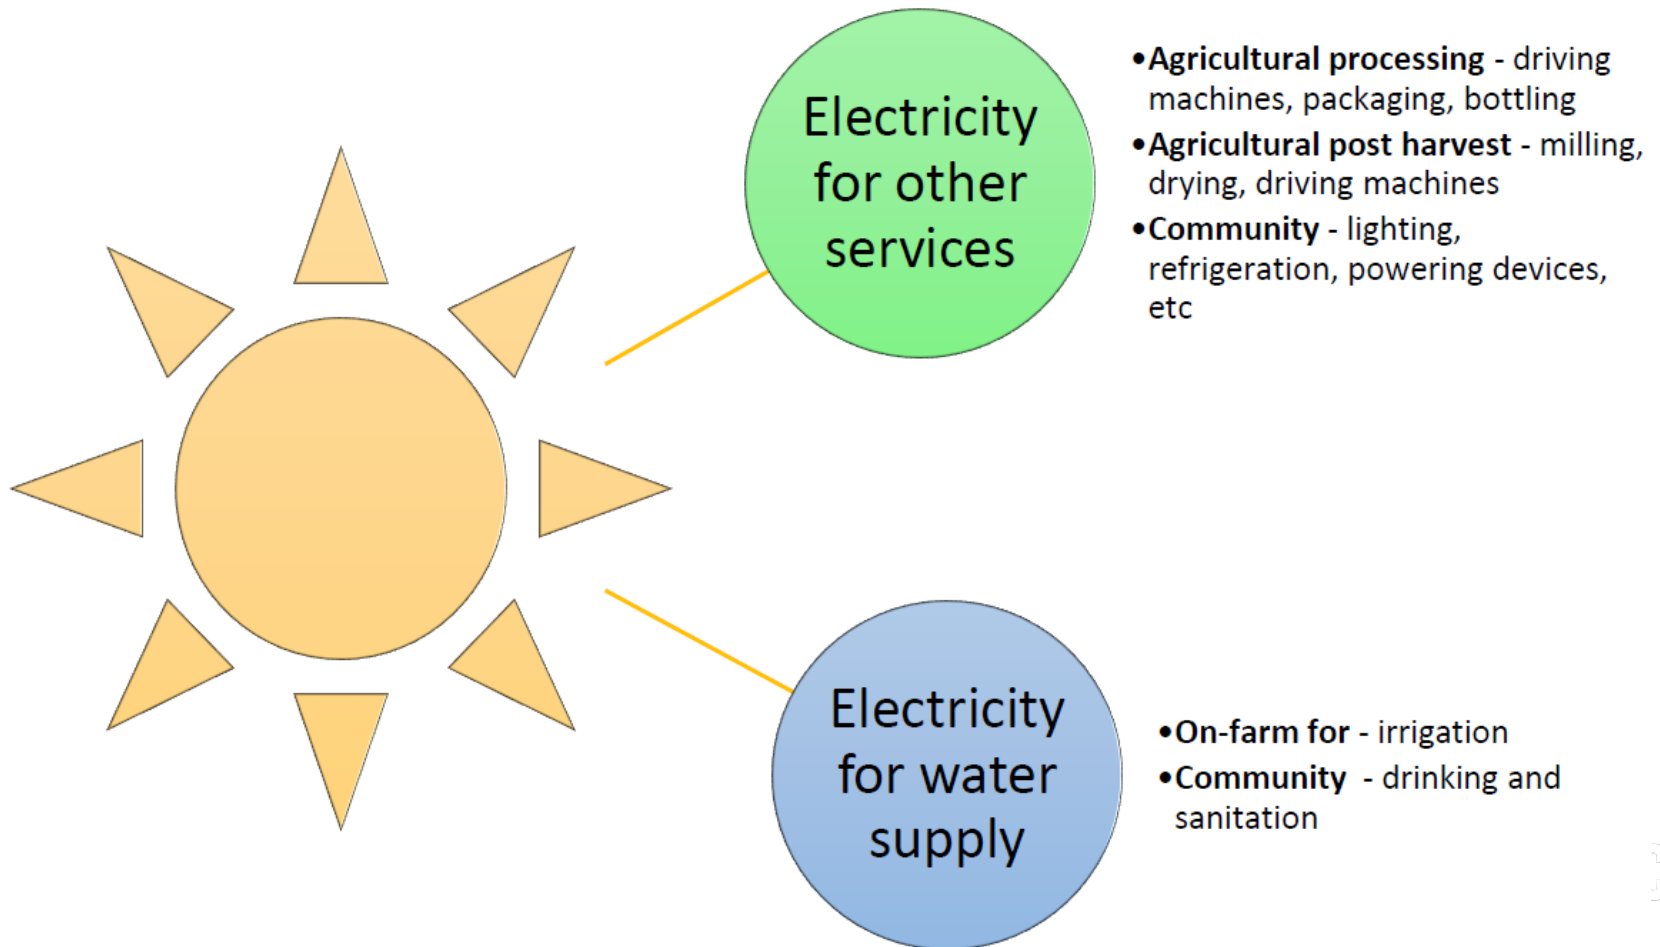 Electricity
for other
services
•Agricultural processing - driving
machines, packaging, bottling
•Agricultural post harvest - milling,
drying, driving machines
•Community - lighting,
refrigeration, powering devices,
etc
Electricity
for water
supply
•On-farm for - irrigation
•Community  - drinking and
sanitation